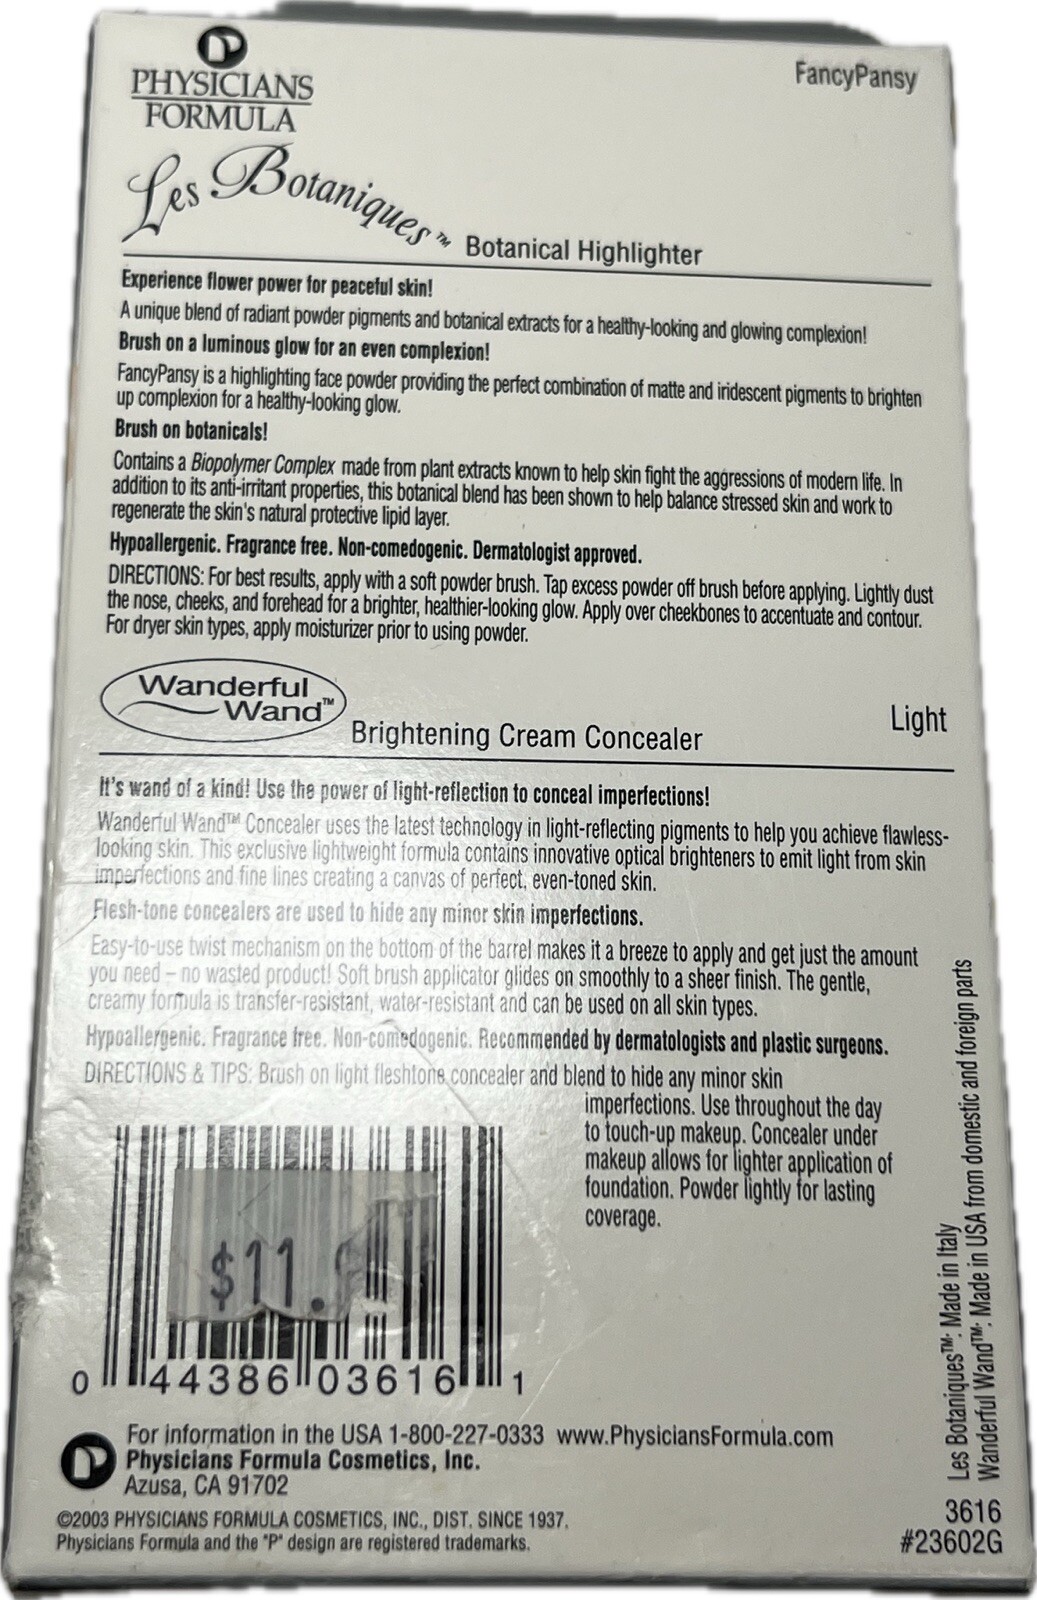 PHYSICIANS
FORMULA
FancyPansy
Les Botaniques™ Botanical Highlighter
Experience flower power for peaceful skin!
A unique blend of radiant powder pigments and botanical extracts for a healthy-looking and glowing complexion!
Brush on a luminous glow for an even complexion!
FancyPansy is a highlighting face powder providing the perfect combination of matte and iridescent pigments to brighten
up complexion for a healthy-looking glow.
Brush on botanicals!
Contains a Biopolymer Complex made from plant extracts known to help skin fight the aggressions of modern life. In
addition to its anti-irritant properties, this botanical blend has been shown to help balance stressed skin and work to
regenerate the skin's natural protective lipid layer.
Hypoallergenic. Fragrance free. Non-comedogenic. Dermatologist approved.
DIRECTIONS: For best results, apply with a soft powder brush. Tap excess powder off brush before applying. Lightly dust
the nose, cheeks, and forehead for a brighter, healthier-looking glow. Apply over cheekbones to accentuate and contour.
For dryer skin types, apply moisturizer prior to using powder.
Wanderful
Wand™
Brightening Cream Concealer
Light
It's wand of a kind! Use the power of light-reflection to conceal imperfections!
Wanderful Wand™ Concealer uses the latest technology in light-reflecting pigments to help you achieve flawless-
looking skin. This exclusive lightweight formula contains innovative optical brighteners to emit light from skin
imperfections and fine lines creating a canvas of perfect, even-toned skin.
Flesh-tone concealers are used to hide any minor skin imperfections.
Easy-to-use twist mechanism on the bottom of the barrel makes it a breeze to apply and get just the amount
you need – no wasted product! Soft brush applicator glides on smoothly to a sheer finish. The gentle,
creamy formula is transfer-resistant, water-resistant and can be used on all skin types.
Hypoallergenic. Fragrance free. Non-comedogenic. Recommended by dermatologists and plastic surgeons.
DIRECTIONS & TIPS: Brush on light fleshtone concealer and blend to hide any minor skin
imperfections. Use throughout the day
to touch-up makeup. Concealer under
makeup allows for lighter application of
foundation. Powder lightly for lasting
coverage.
$11.
0 44386 03616 1
For information in the USA 1-800-227-0333 www.PhysiciansFormula.com
Physicians Formula Cosmetics, Inc.
Azusa, CA 91702
©2003 PHYSICIANS FORMULA COSMETICS, INC., DIST. SINCE 1937.
Physicians Formula and the "P" design are registered trademarks.
Les Botaniques™: Made in Italy
Wanderful Wand™: Made in USA from domestic and foreign parts
3616
#23602G